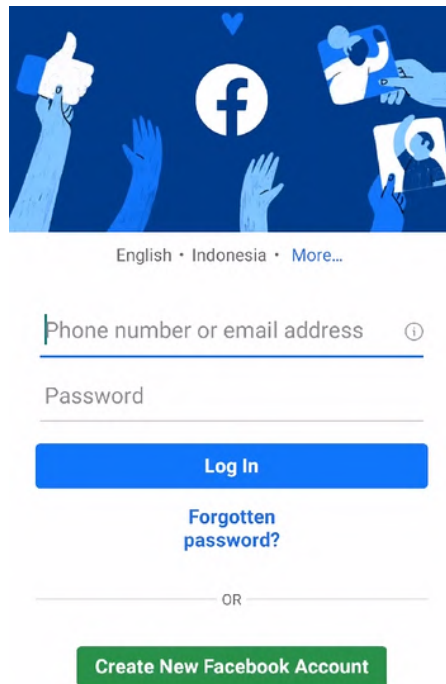 English • Indonesia • More...
Phone number or email address
Password
Log In
Forgotten
password?
OR
Create New Facebook Account